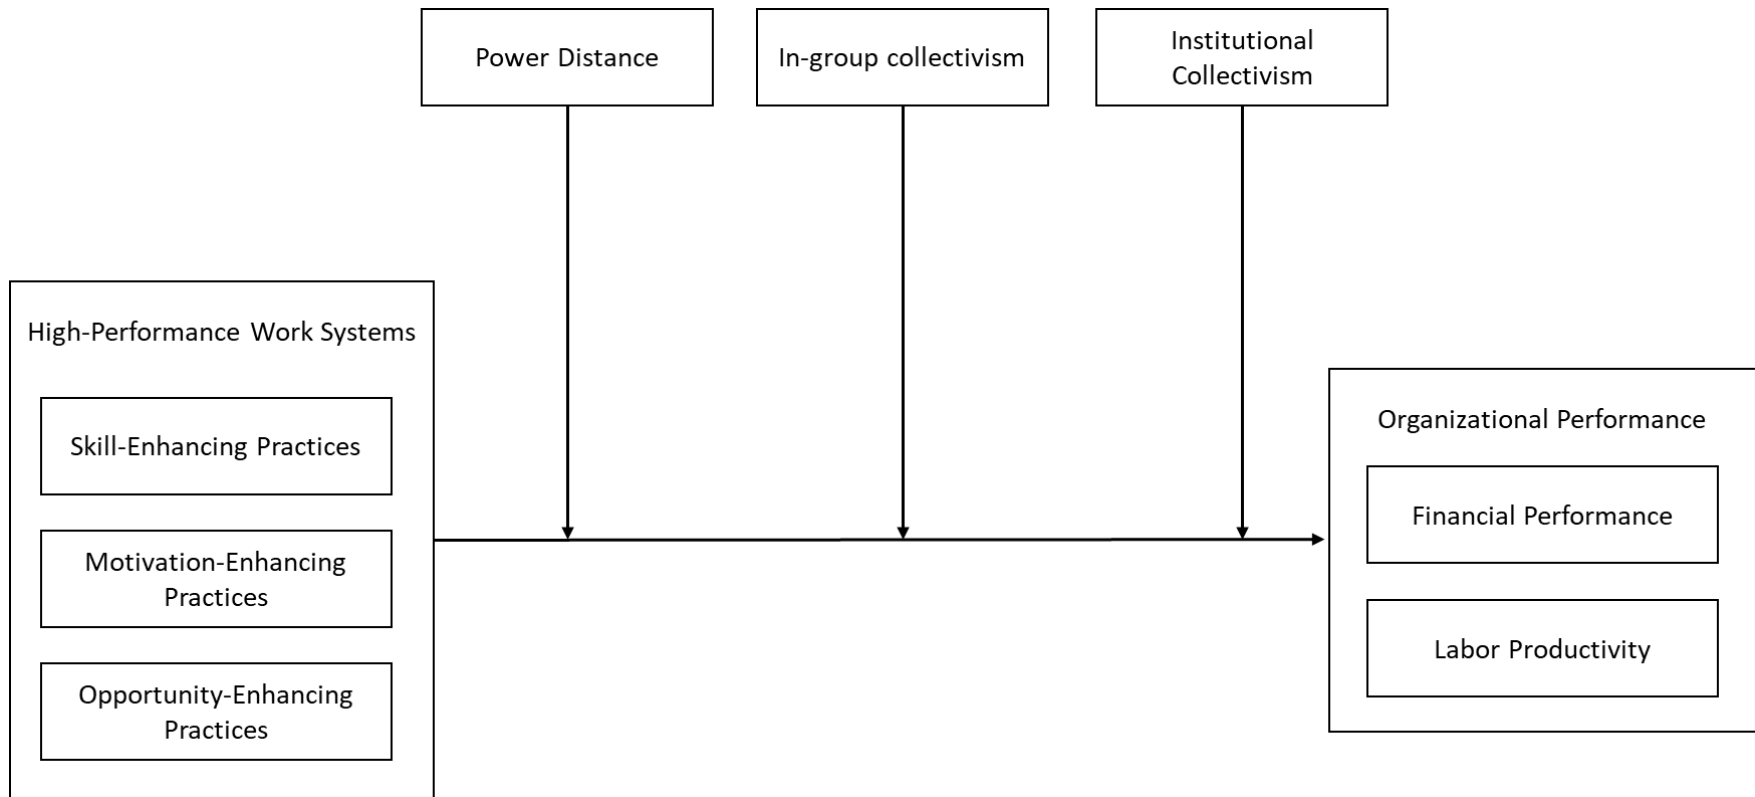 Power Distance
In-group collectivism
Institutional
Collectivism
High-Performance Work Systems
Skill-Enhancing Practices
Motivation-Enhancing
Practices
Opportunity-Enhancing
Practices
Organizational Performance
Financial Performance
Labor Productivity